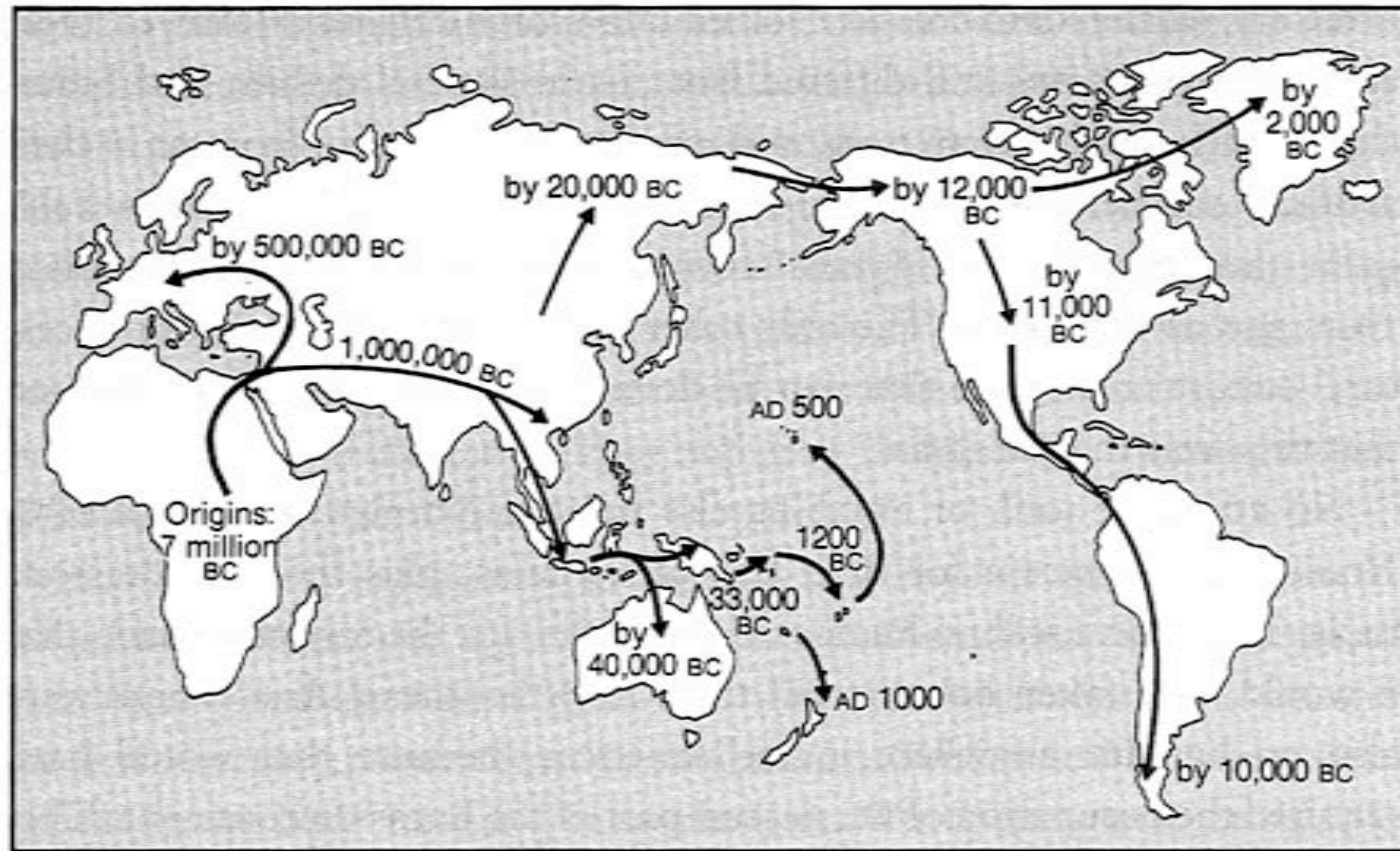 by
2,000
BC
by 20,000 BC
by 12,000
BC
by 500,000 BC
by
11,000
BC
1,000,000 BC
AD 500
Origins:
7 million
BC
1200
BC
33,000
BC
by
40,000 BC
AD 1000
by 10,000 BC